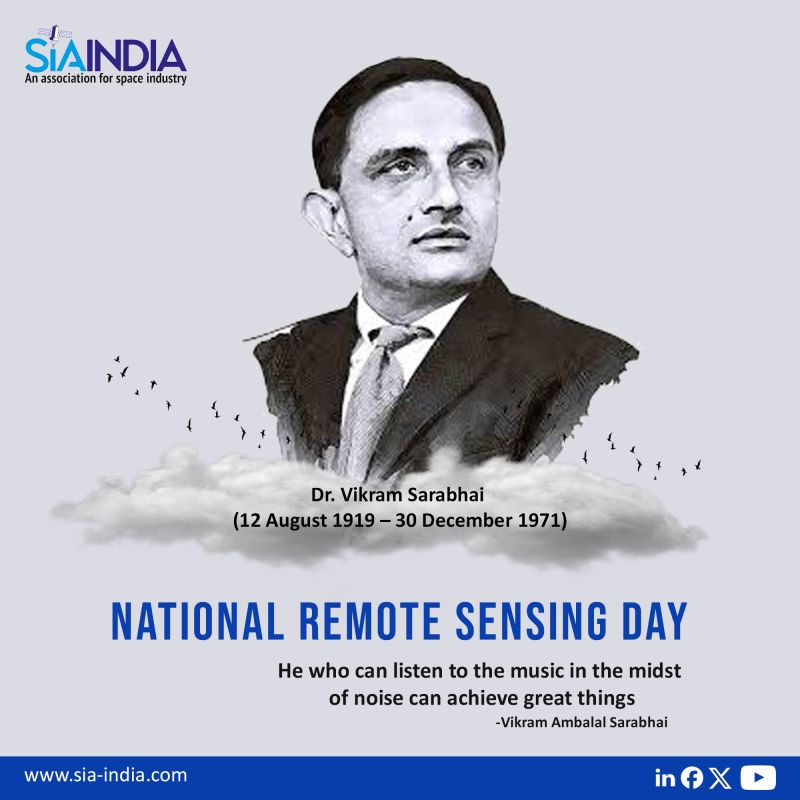 SiAINDIA
An association for space industry
Dr. Vikram Sarabhai
(12 August 1919 – 30 December 1971)
NATIONAL REMOTE SENSING DAY
He who can listen to the music in the midst
of noise can achieve great things
-Vikram Ambalal Sarabhai
www.sia-india.com